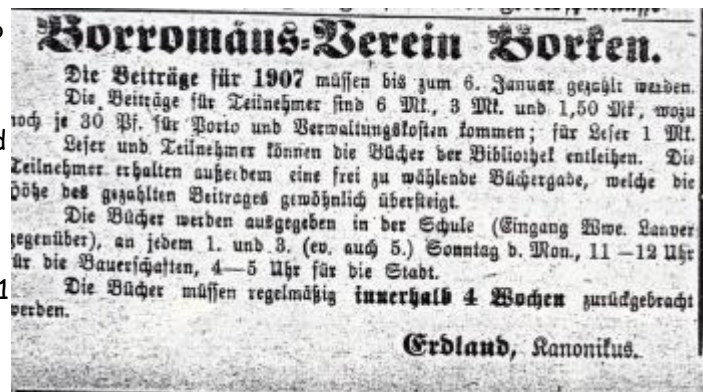 Borromäus-Verein Borken.
Die Beiträge für 1907 müssen bis zum 6. Januar gezahlt werden.
Die Beiträge für Teilnehmer sind 6 Mk., 3 Mk. und 1,50 Mk., wozu
noch je 30 Pf. für Porto und Verwaltungskosten kommen; für Leser 1 Mk.
Leser und Teilnehmer können die Bücher der Bibliothek entleihen. Die
Teilnehmer erhalten außerdem eine frei zu wählende Büchergabe, welche die
Höhe des gezahlten Beitrages gewöhnlich übersteigt.
Die Bücher werden ausgegeben in der Schule (Eingang Wwe. Lanver
gegenüber), an jedem 1. und 3. (ev. auch 5.) Sonntag d. Mon., 11—12 Uhr
für die Bauerschaften, 4—5 Uhr für die Stadt.
Die Bücher müssen regelmäßig innerhalb 4 Wochen zurückgebracht
werden.
Erdland, Kanonikus.